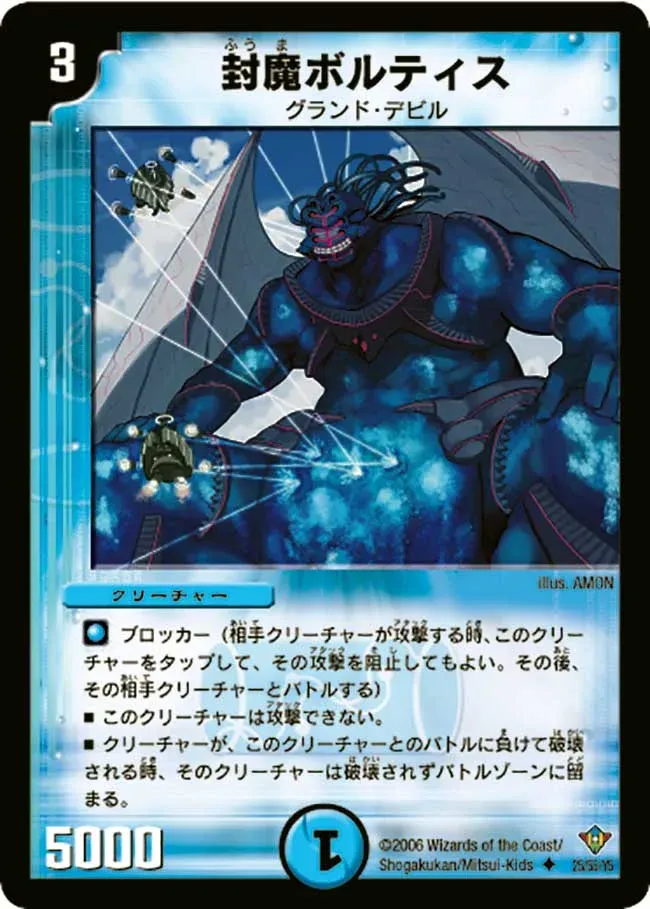 3
ふうま
封魔ボルティス
グランド・デビル
illus. AMON
クリーチャー
ブロッカー(相手クリーチャーが攻撃する時、このクリー
チャーをタップして、その攻撃を阻止してもよい。その後、
その相手クリーチャーとバトルする)
■ このクリーチャーは攻撃できない。
■ クリーチャーが、このクリーチャーとのバトルに負けて破壊
される時、そのクリーチャーは破壊されずバトルゾーンに留
まる。
5000
1
©2006 Wizards of the Coast/
Shogakukan/Mitsui-Kids
25/55・Y5